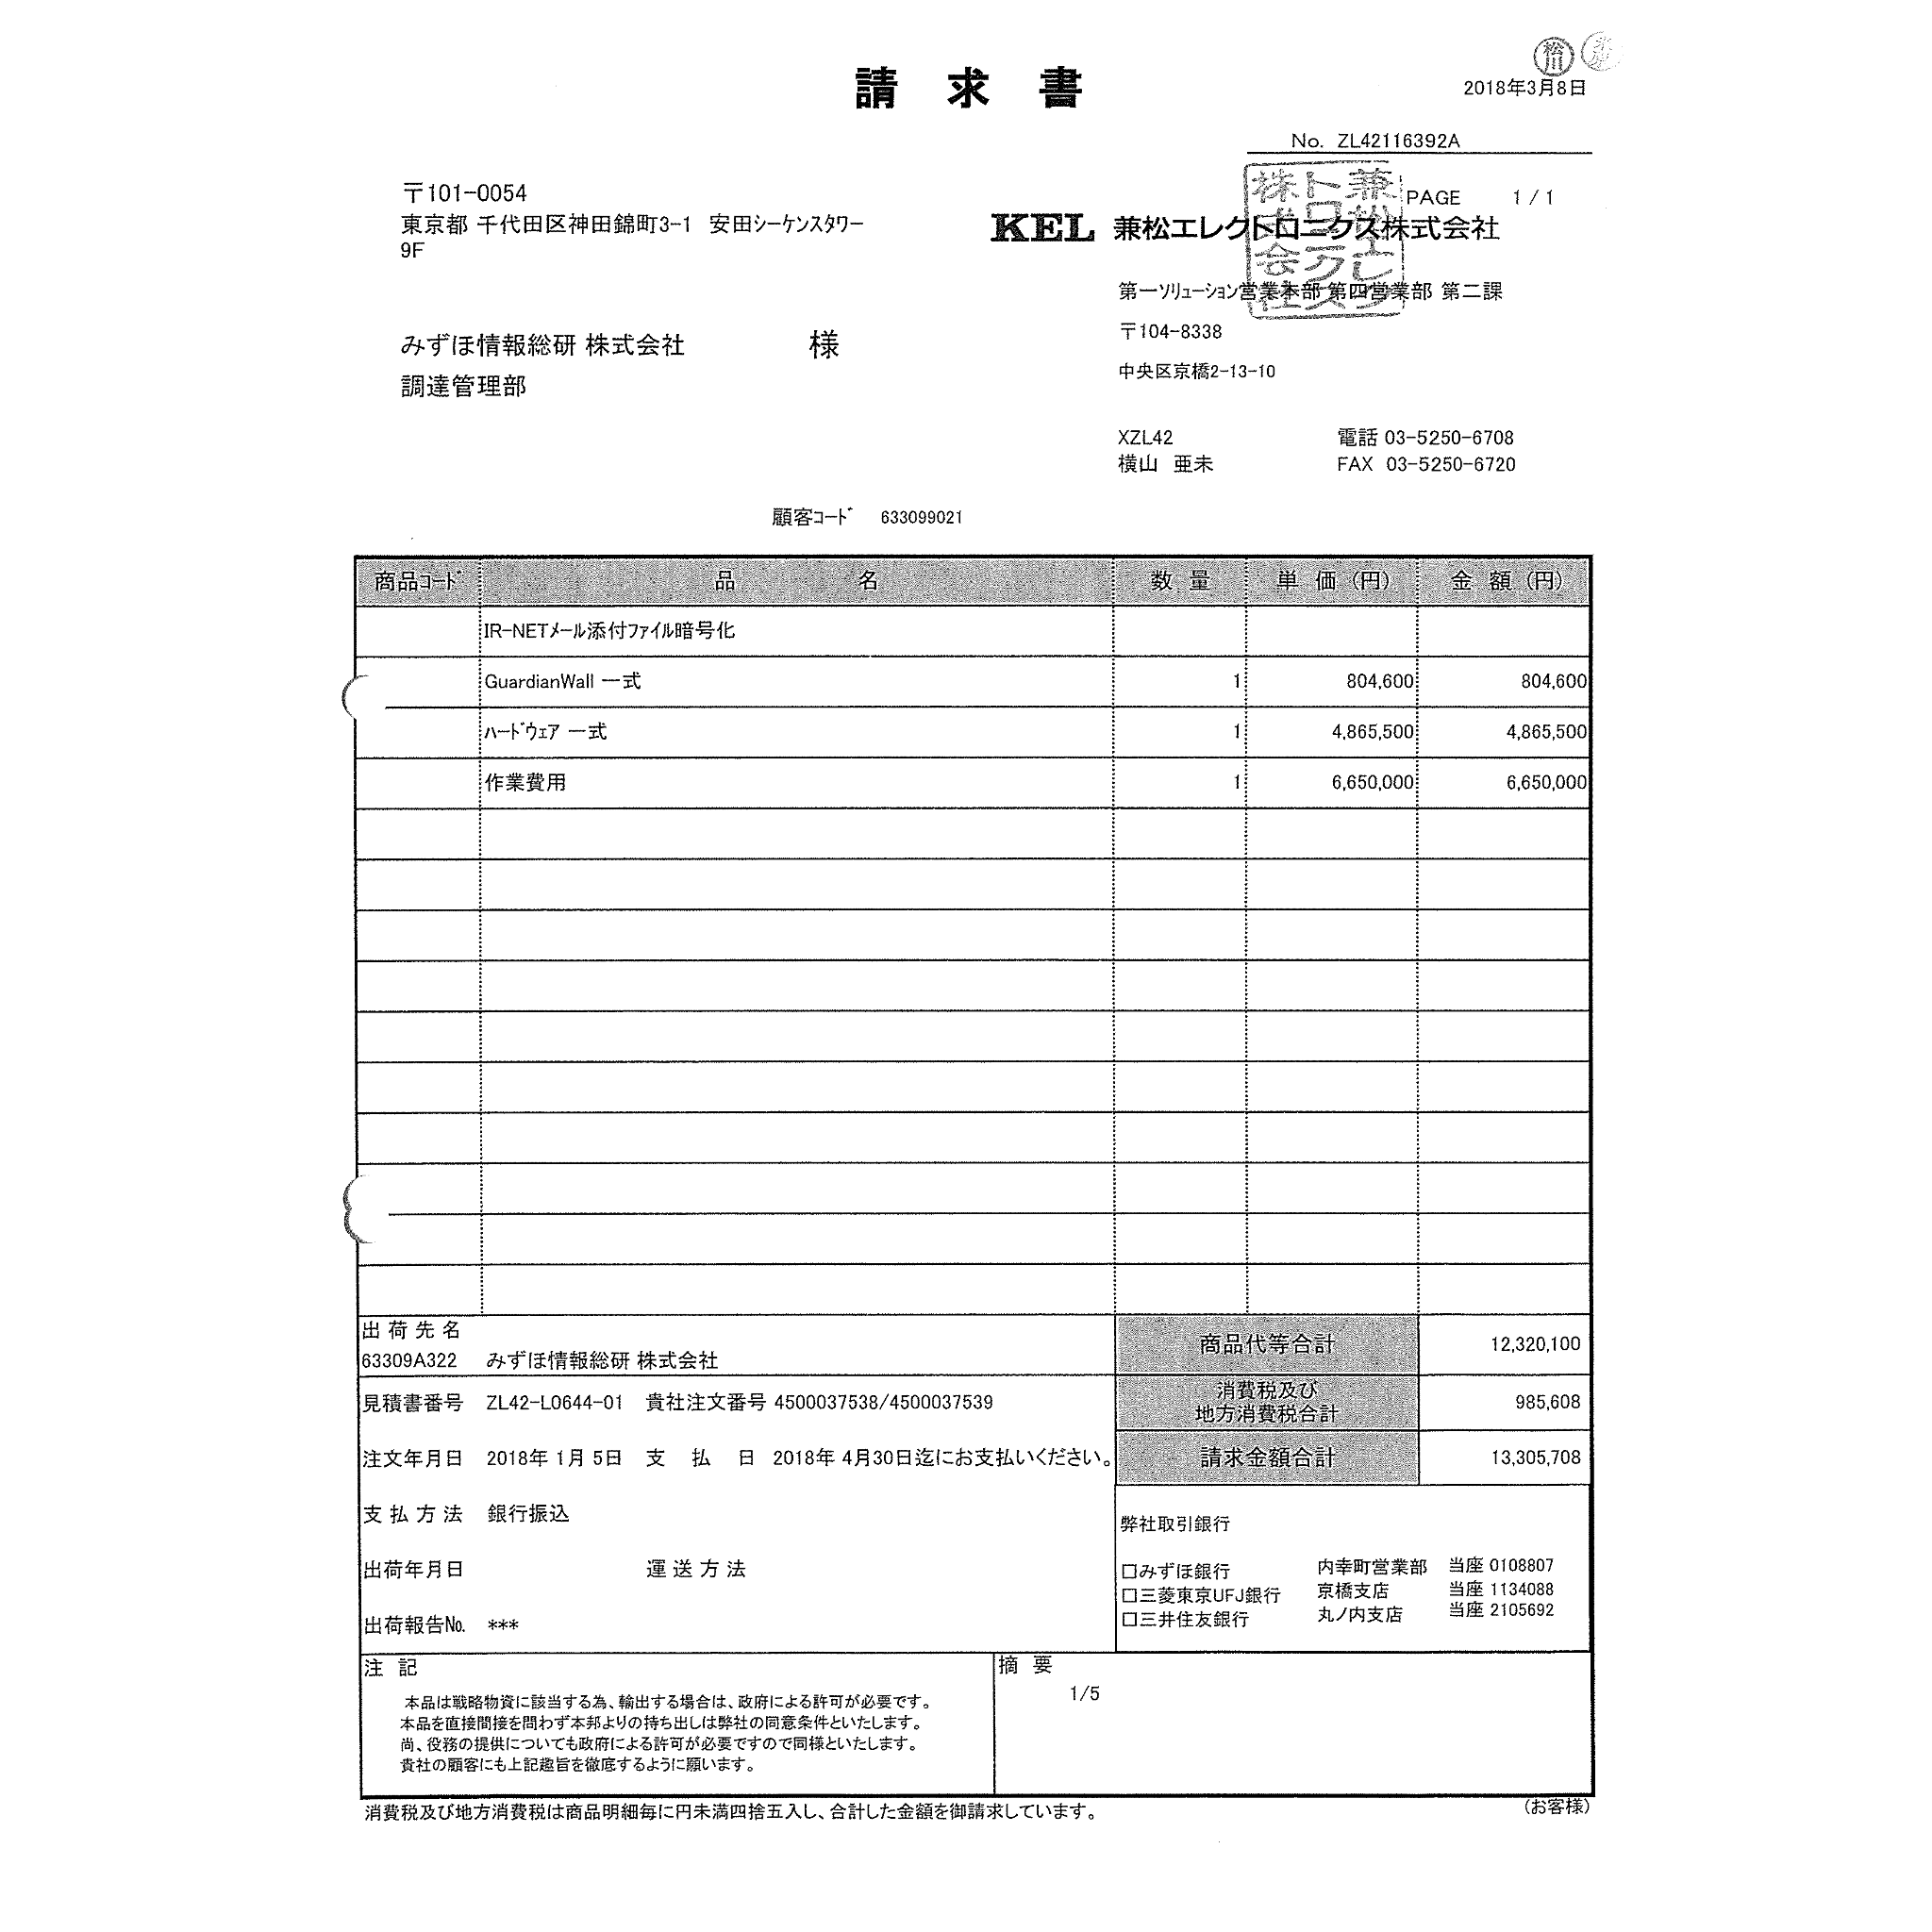 松川
請 求 書
2018年3月8日
No. ZL42116392A
〒101-0054
PAGE 1 / 1
東京都 千代田区神田錦町3-1 安田シーケンスタワー
9F
KEL 兼松エレクトロニクス株式会社
兼松エレクトロニクス株式会社
第一ソリューション営業本部 第四営業部 第二課
〒104-8338
みずほ情報総研 株式会社 様
中央区京橋2-13-10
調達管理部
XZL42 電話 03-5250-6708
横山 亜未 FAX 03-5250-6720
顧客コード 633099021
商品コード 品 名 数 量 単 価 (円) 金 額 (円)
IR-NETメール添付ファイル暗号化
GuardianWall 一式 1 804,600 804,600
ハードウェア 一式 1 4,865,500 4,865,500
作業費用 1 6,650,000 6,650,000
出 荷 先 名
63309A322 みずほ情報総研 株式会社
商品代等合計 12,320,100
見積書番号 ZL42-L0644-01 貴社注文番号 4500037538/4500037539
消費税及び
地方消費税合計 985,608
注文年月日 2018年 1月 5日 支 払 日 2018年 4月30日迄にお支払いください。
請求金額合計 13,305,708
支 払 方 法 銀行振込
弊社取引銀行
出荷年月日 運 送 方 法
□みずほ銀行 内幸町営業部 当座 0108807
□三菱東京UFJ銀行 京橋支店 当座 1134088
□三井住友銀行 丸ノ内支店 当座 2105692
出荷報告№. ***
注 記
本品は戦略物資に該当する為、輸出する場合は、政府による許可が必要です。
本品を直接間接を問わず本邦よりの持ち出しは弊社の同意条件といたします。
尚、役務の提供についても政府による許可が必要ですので同様といたします。
貴社の顧客にも上記趣旨を徹底するように願います。
摘 要
1/5
消費税及び地方消費税は商品明細毎に円未満四捨五入し、合計した金額を御請求しています。
(お客様)